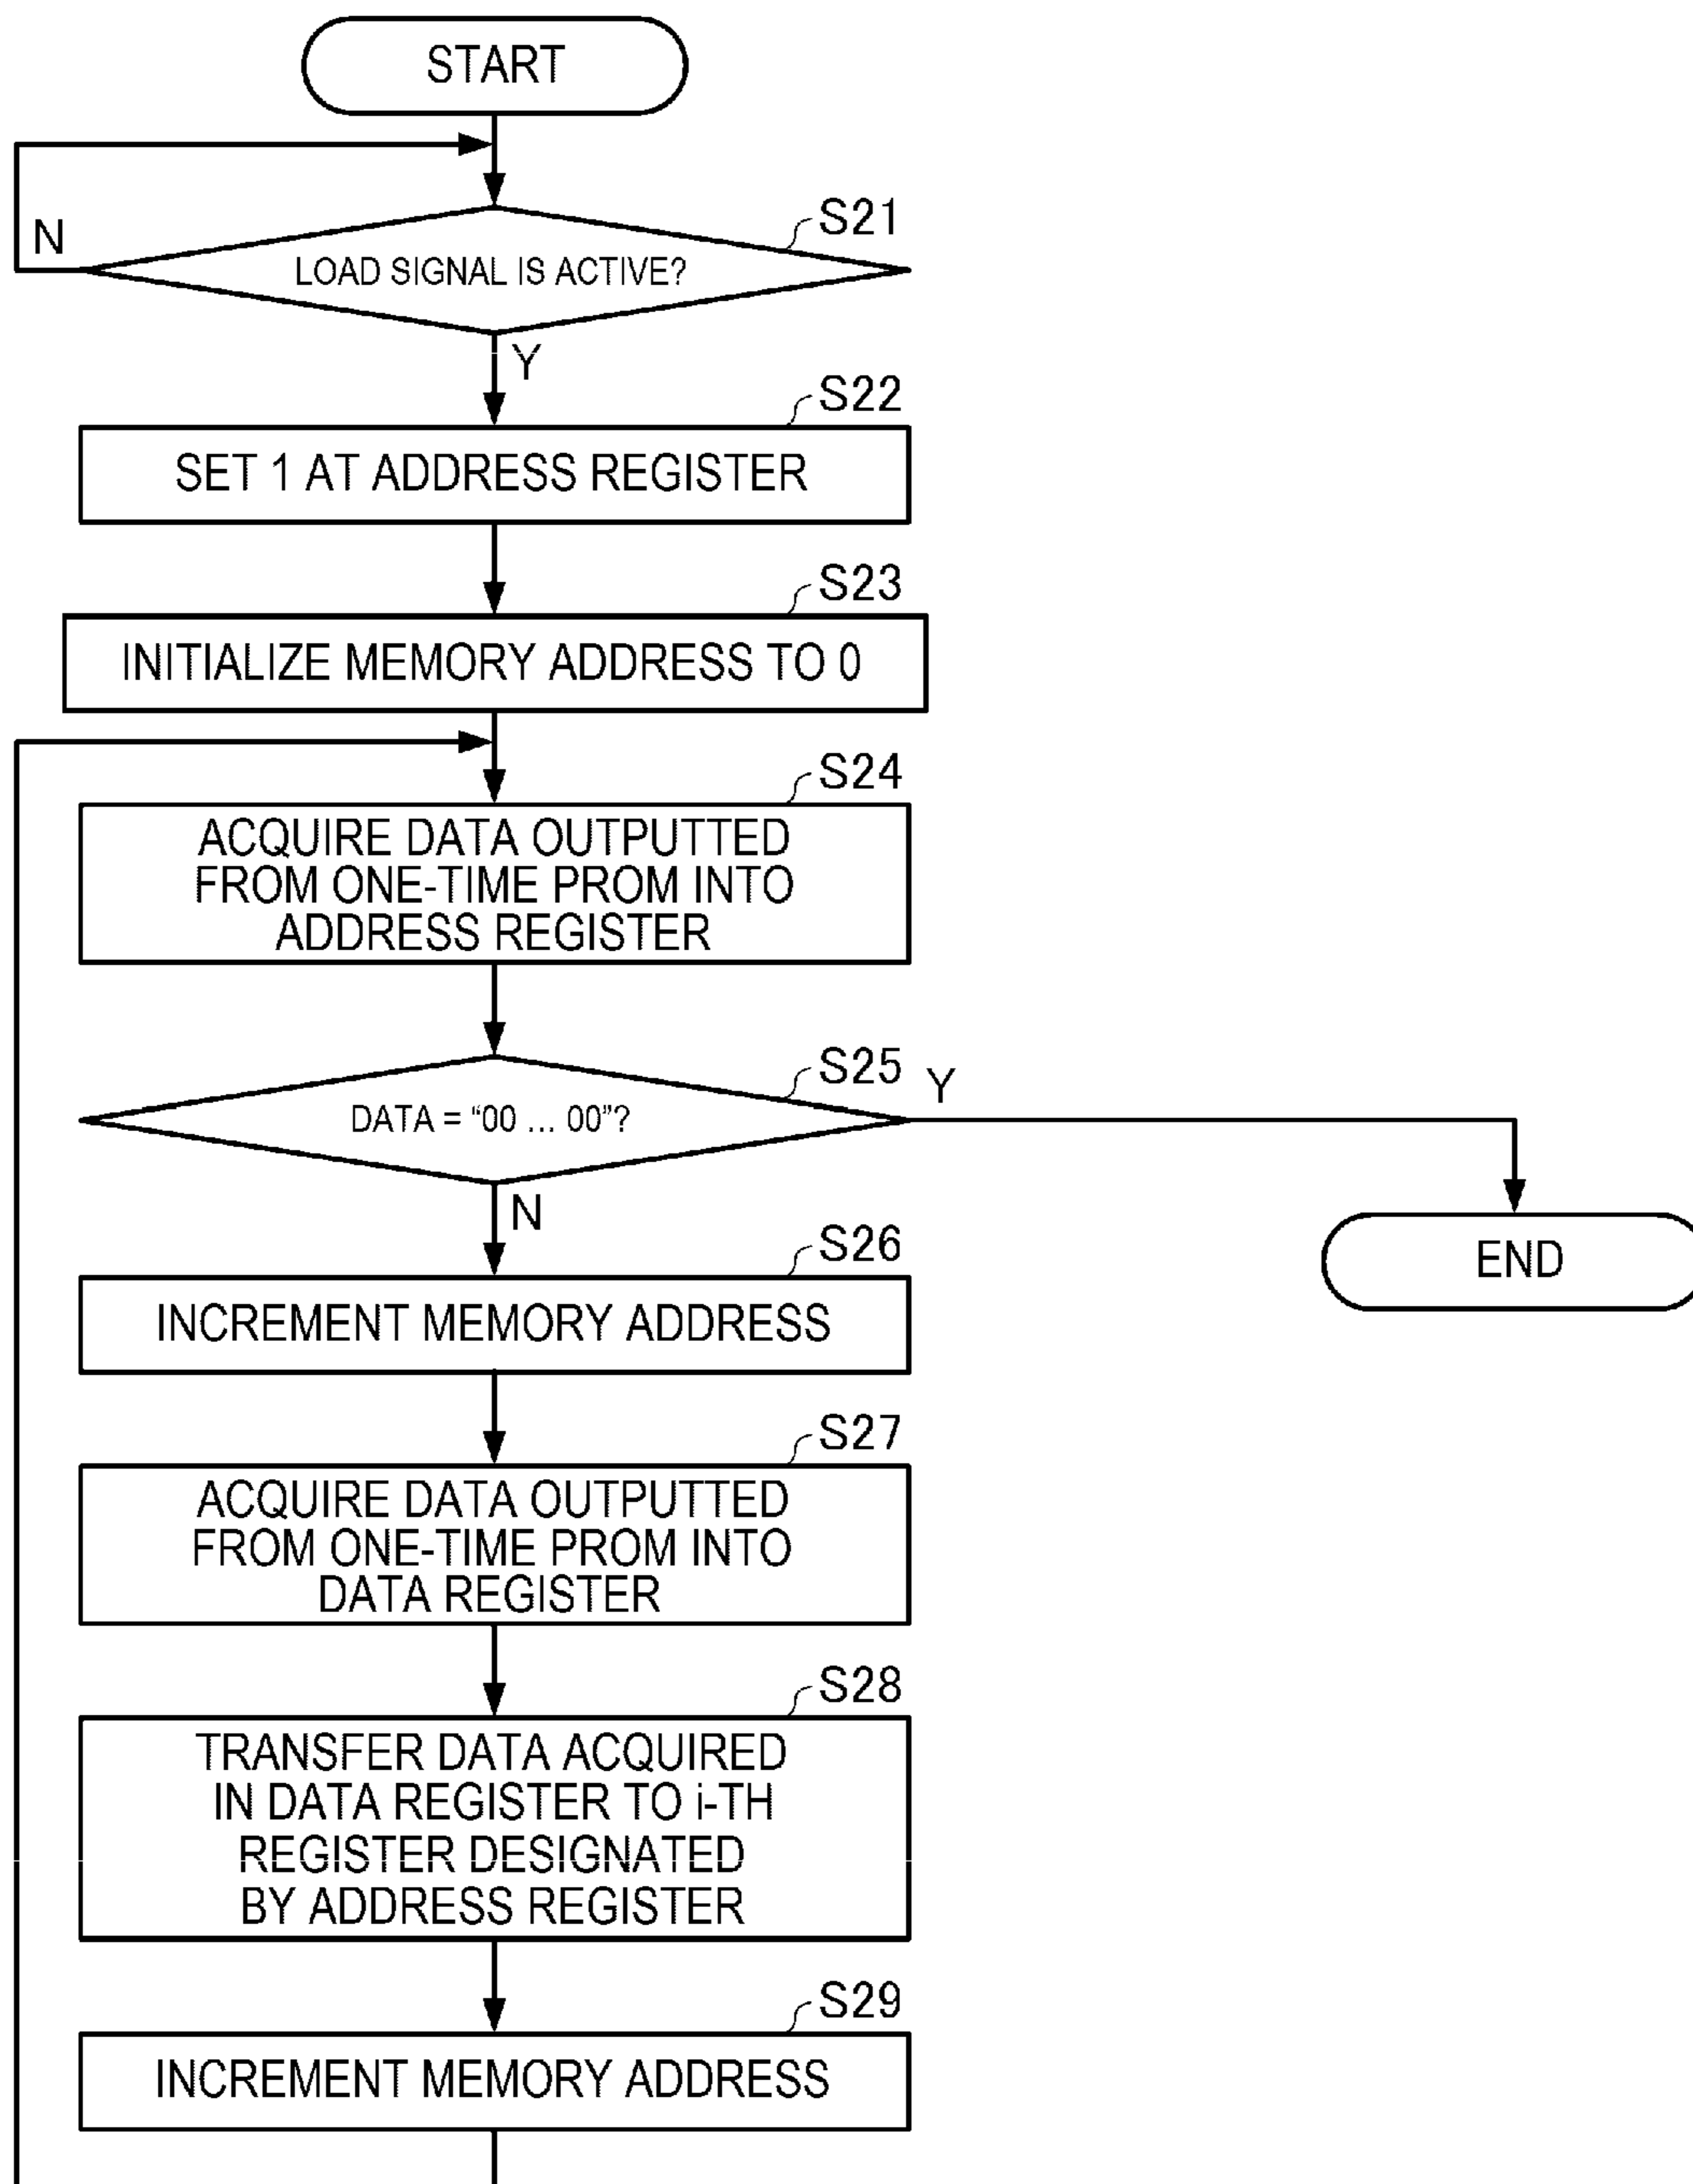 START
S21
N
LOAD SIGNAL IS ACTIVE?
Y
S22
SET 1 AT ADDRESS REGISTER
S23
INITIALIZE MEMORY ADDRESS TO 0
S24
ACQUIRE DATA OUTPUTTED
FROM ONE-TIME PROM INTO
ADDRESS REGISTER
S25
Y
DATA = “00 ... 00”?
N
S26
INCREMENT MEMORY ADDRESS
END
S27
ACQUIRE DATA OUTPUTTED
FROM ONE-TIME PROM INTO
DATA REGISTER
S28
TRANSFER DATA ACQUIRED
IN DATA REGISTER TO i-TH
REGISTER DESIGNATED
BY ADDRESS REGISTER
S29
INCREMENT MEMORY ADDRESS